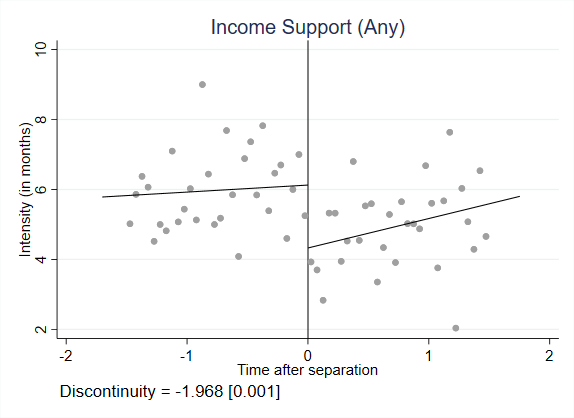 Income Support (Any)
Intensity (in months)
10
8
6
4
2
-2 -1 0 1 2
Time after separation
Discontinuity = -1.968 [0.001]